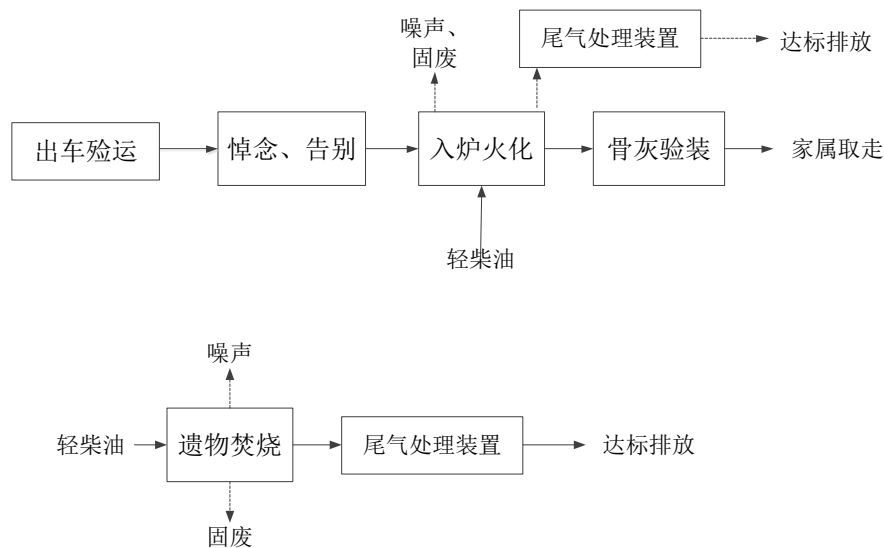 噪声、
固废
尾气处理装置
达标排放
出车殓运
悼念、告别
入炉火化
骨灰验装
家属取走
轻柴油
噪声
轻柴油
遗物焚烧
尾气处理装置
达标排放
固废